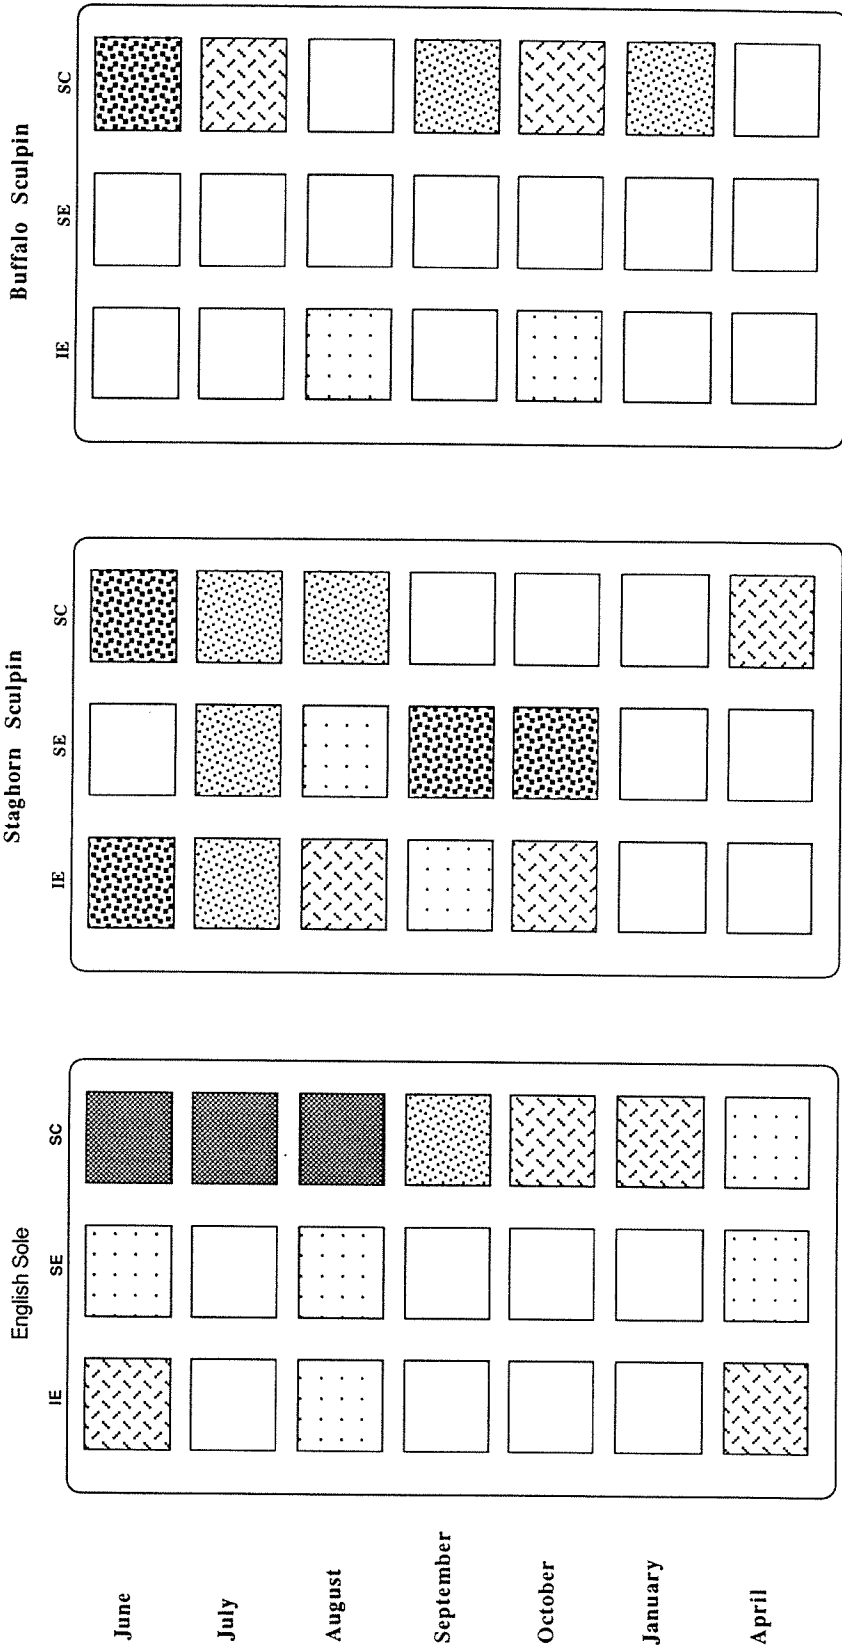 English Sole
Staghorn Sculpin
Buffalo Sculpin
IE SE SC
IE SE SC
IE SE SC
June
July
August
September
October
January
April